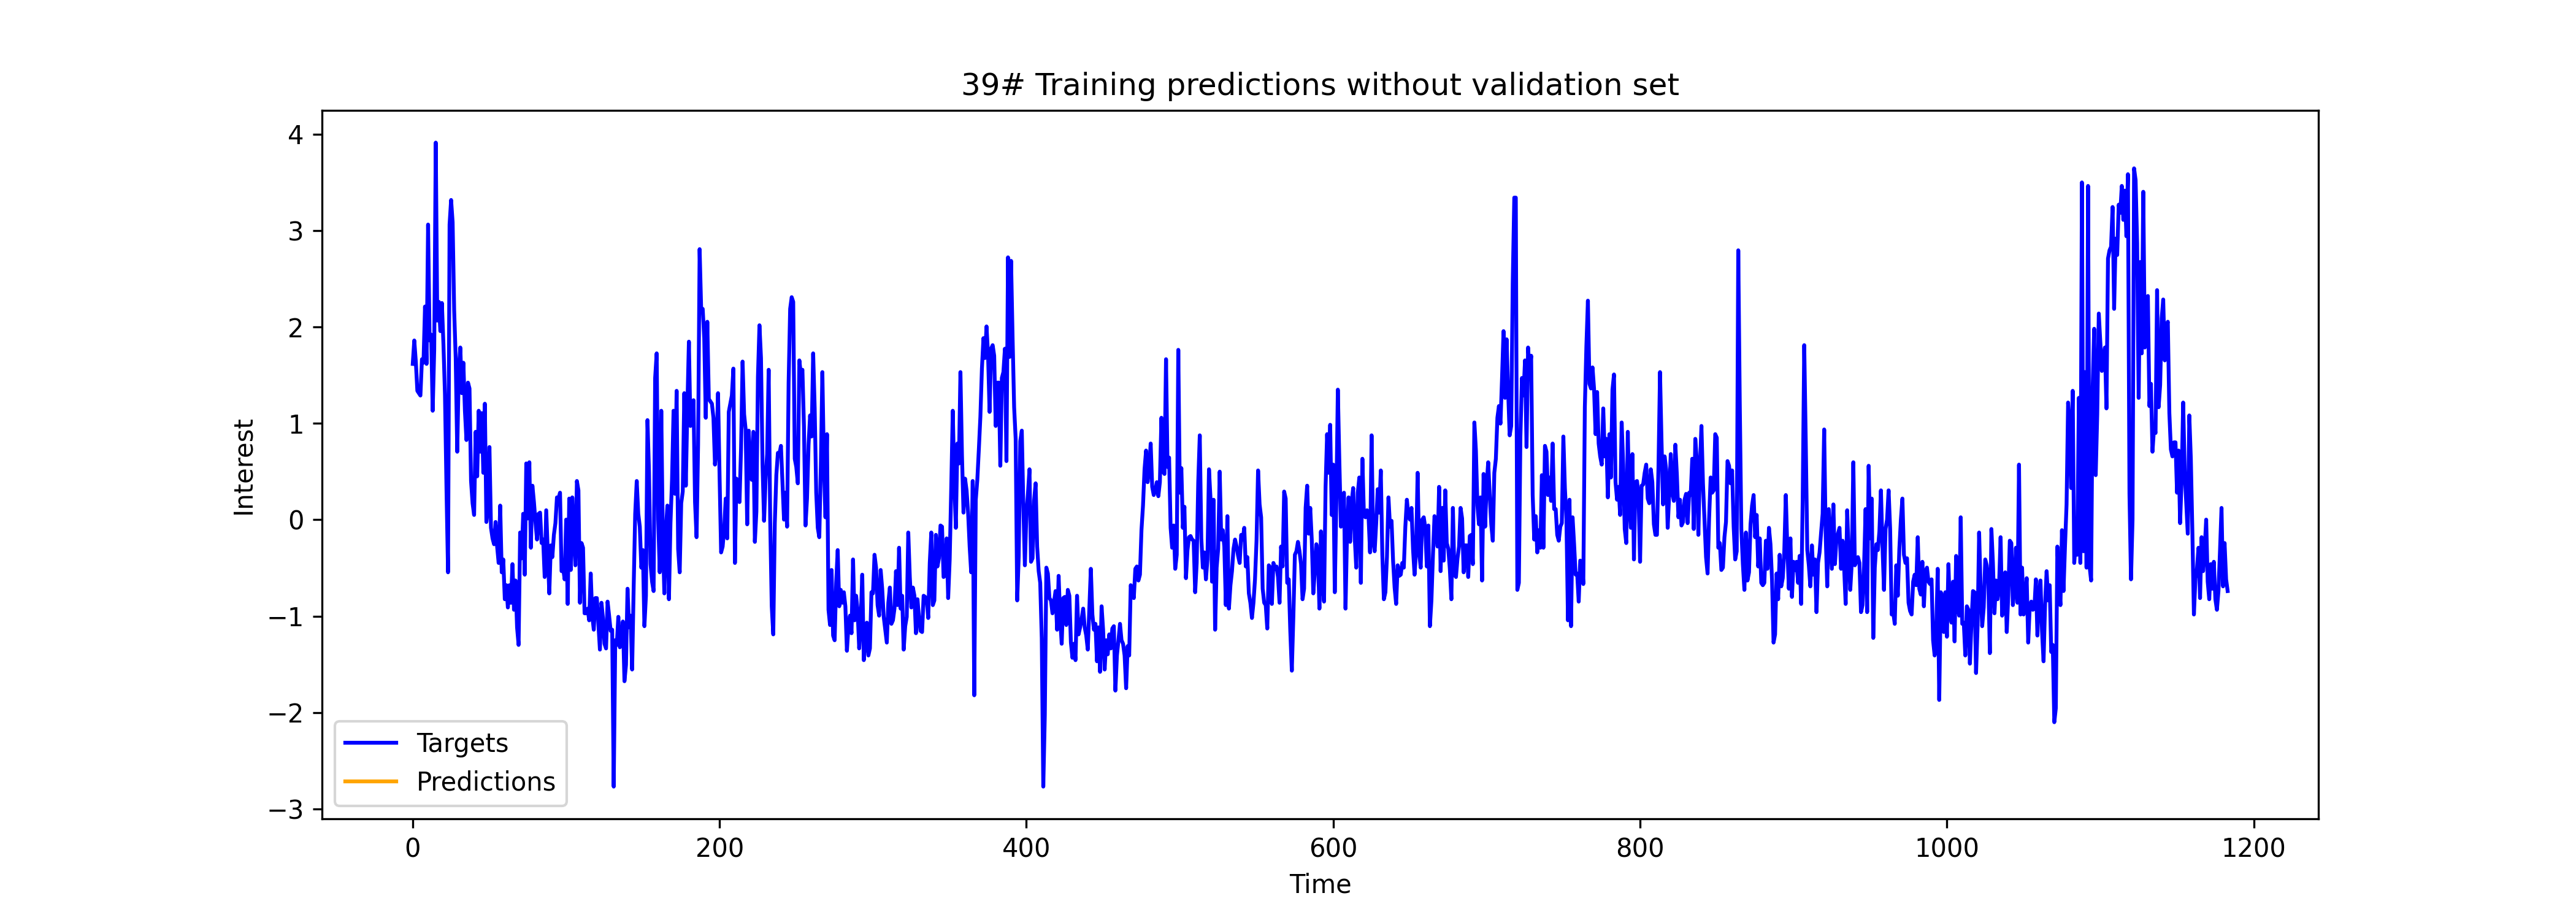 39# Training predictions without validation set
Interest
4
3
2
1
0
−1
−2
−3
Targets
Predictions
0 200 400 600 800 1000 1200
Time